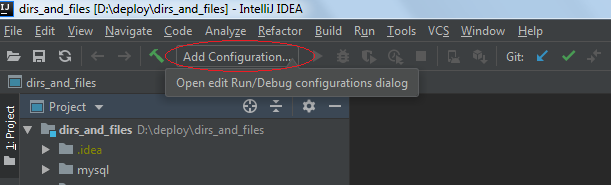 dirs_and_files [D:\deploy\dirs_and_files] - IntelliJ IDEA
File Edit View Navigate Code Analyze Refactor Build Run Tools VCS Window Help
Add Configuration... Git:
Open edit Run/Debug configurations dialog
dirs_and_files
1: Project
Project
dirs_and_files D:\deploy\dirs_and_files
.idea
mysql